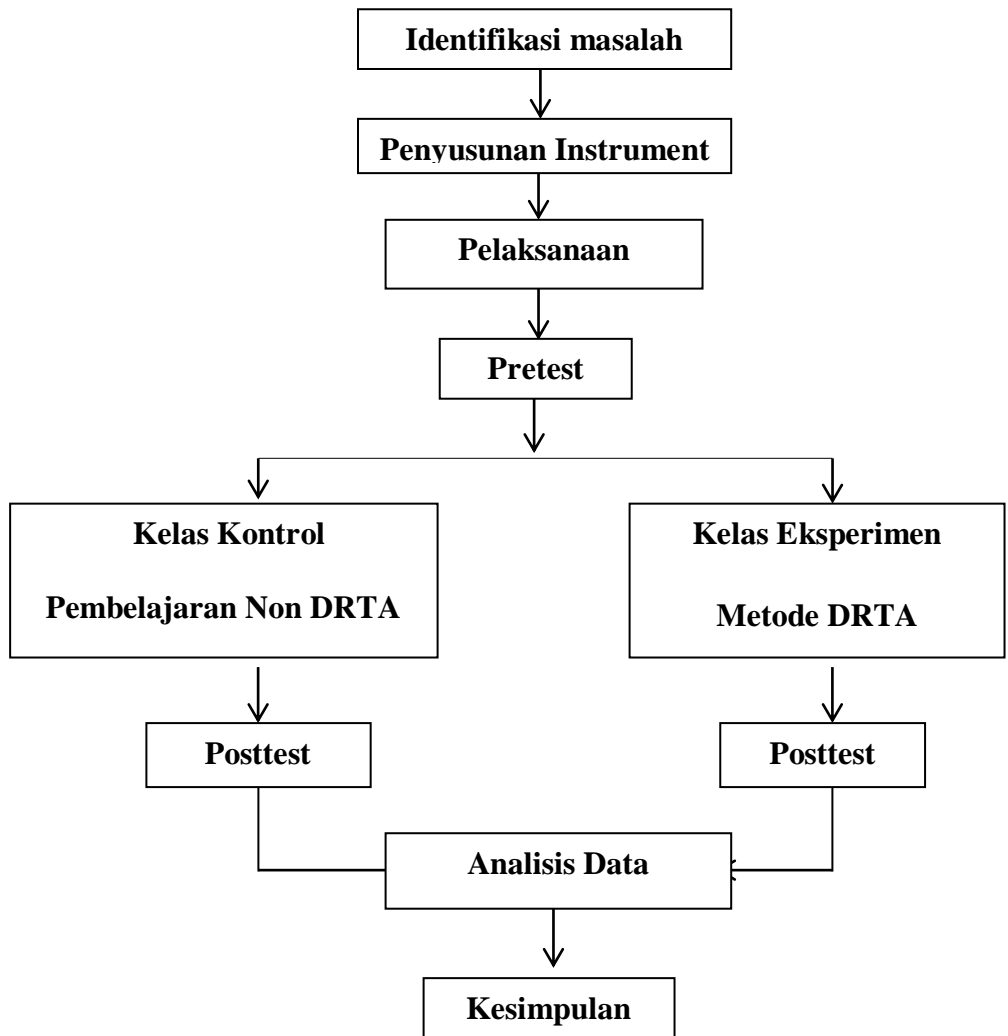 Identifikasi masalah
Penyusunan Instrument
Pelaksanaan
Pretest
Kelas Kontrol
Pembelajaran Non DRTA
Kelas Eksperimen
Metode DRTA
Posttest
Posttest
Analisis Data
Kesimpulan